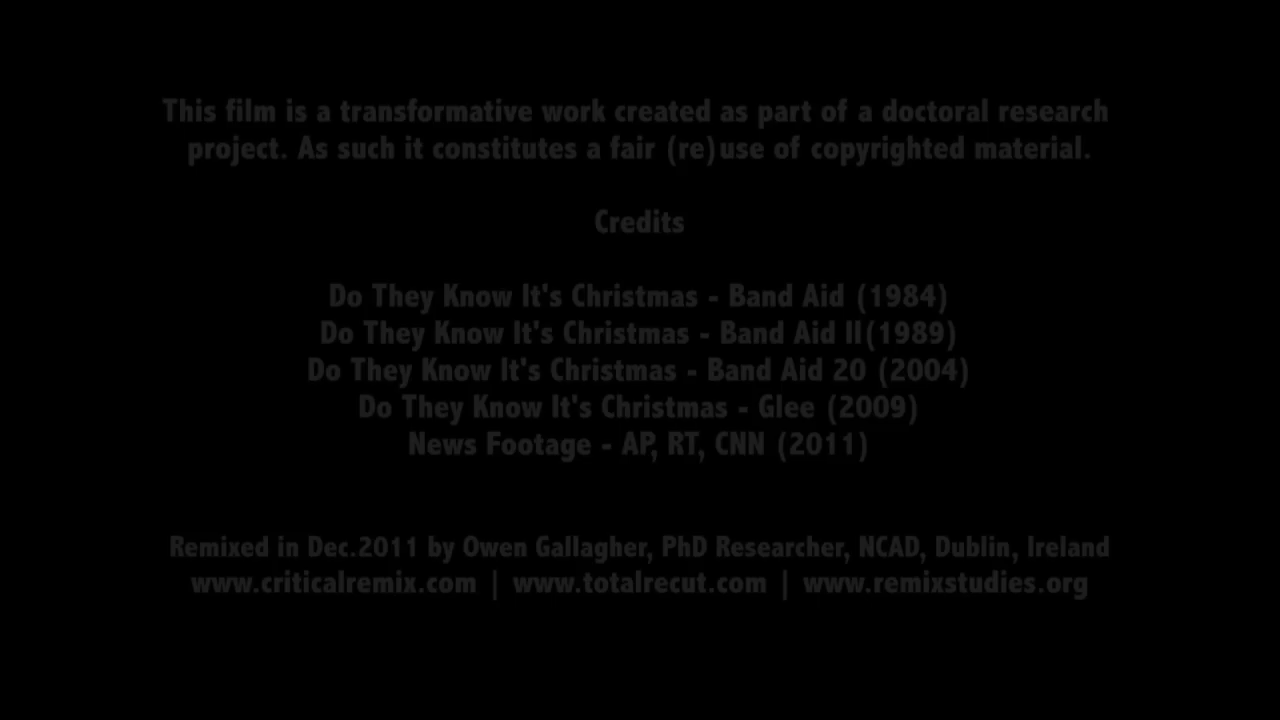 This film is a transformative work created as part of a doctoral research
project. As such it constitutes a fair (re)use of copyrighted material.
Credits
Do They Know It's Christmas - Band Aid (1984)
Do They Know It's Christmas - Band Aid II(1989)
Do They Know It's Christmas - Band Aid 20 (2004)
Do They Know It's Christmas - Glee (2009)
News Footage - AP, RT, CNN (2011)
Remixed in Dec.2011 by Owen Gallagher, PhD Researcher, NCAD, Dublin, Ireland
www.criticalremix.com | www.totalrecut.com | www.remixstudies.org